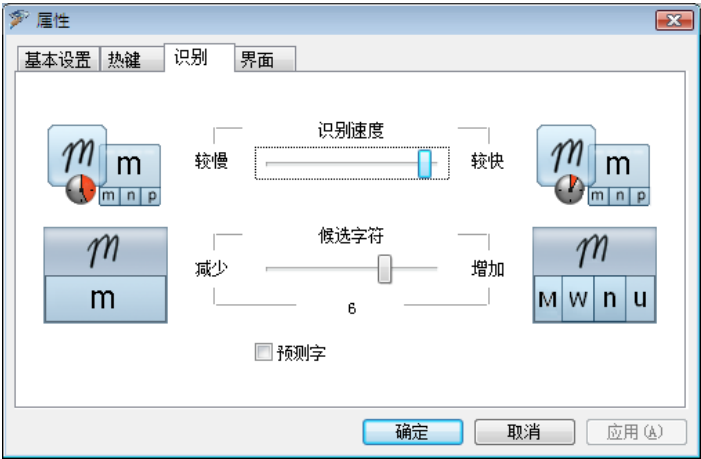 属性
基本设置 热键 识别 界面
识别速度
m m 较慢 较快 m m
m n p m n p
候选字符
m 减少 增加 m
m 6 M W n u
预测字
确定 取消 应用(A)